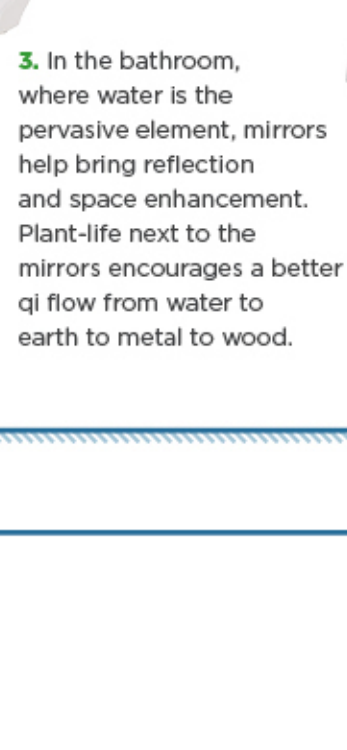 3. In the bathroom,
where water is the
pervasive element, mirrors
help bring reflection
and space enhancement.
Plant-life next to the
mirrors encourages a better
qi flow from water to
earth to metal to wood.